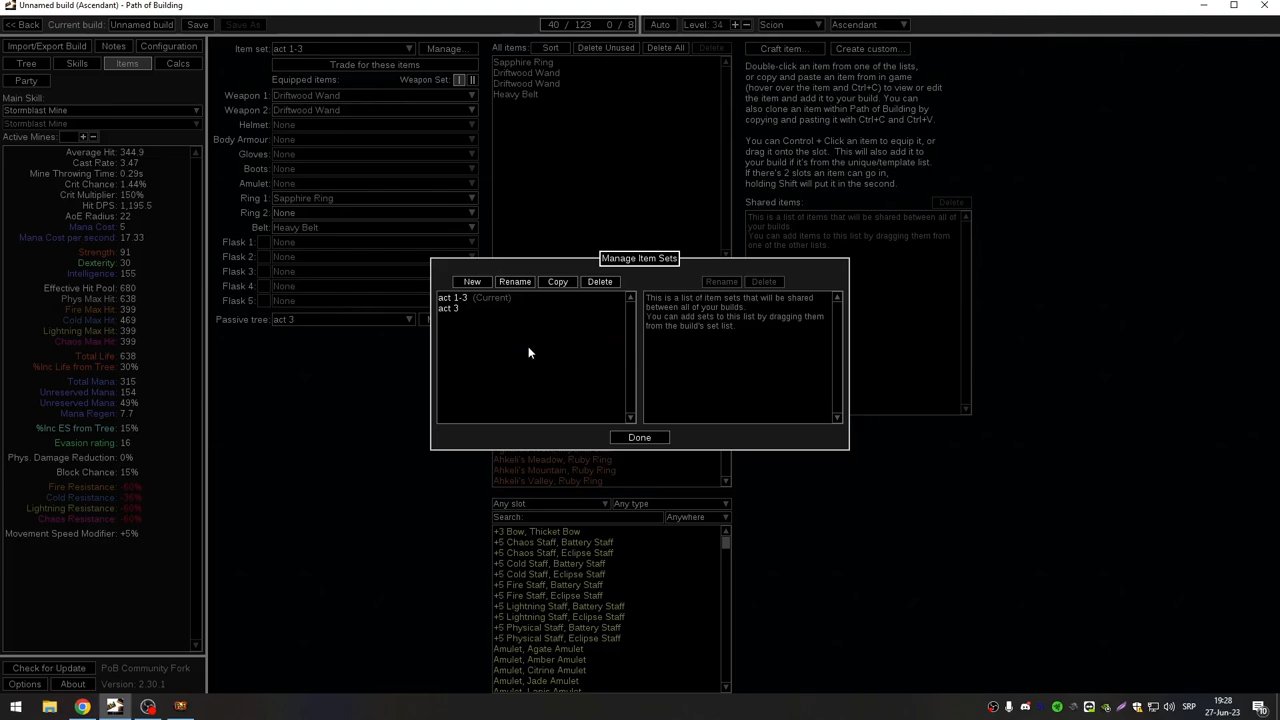 Unnamed build (Ascendant) - Path of Building
<< Back Current build: Unnamed build Save Save As 40 / 123 0 / 8 Auto Level: 34 + - Scion Ascendant
Import/Export Build Notes Configuration
Tree Skills Items Calcs
Party
Main Skill:
Stormblast Mine
Stormblast Mine
Active Mines: + -
Average Hit: 344.9
Cast Rate: 3.47
Mine Throwing Time: 0.29s
Crit Chance: 1.44%
Crit Multiplier: 150%
Hit DPS: 1,195.5
AoE Radius: 22
Mana Cost: 5
Mana Cost per second: 17.33
Strength: 91
Dexterity: 30
Intelligence: 155
Effective Hit Pool: 680
Phys Max Hit: 638
Fire Max Hit: 399
Cold Max Hit: 469
Lightning Max Hit: 399
Chaos Max Hit: 399
Total Life: 638
%Inc Life from Tree: 30%
Total Mana: 315
Unreserved Mana: 154
Unreserved Mana: 49%
Mana Regen: 7.7
%Inc ES from Tree: 15%
Evasion rating: 16
Phys. Damage Reduction: 0%
Block Chance: 15%
Fire Resistance: -60%
Cold Resistance: -36%
Lightning Resistance: -60%
Chaos Resistance: -60%
Movement Speed Modifier: +5%
Check for Update PoB Community Fork
Options About Version: 2.30.1
Item set: act 1-3 Manage...
Trade for these items
Equipped items: Weapon Set: I II
Weapon 1: Driftwood Wand
Weapon 2: Driftwood Wand
Helmet: None
Body Armour: None
Gloves: None
Boots: None
Amulet: None
Ring 1: Sapphire Ring
Ring 2: None
Belt: Heavy Belt
Flask 1: None
Flask 2: None
Flask 3: None
Flask 4: None
Flask 5: None
Passive tree: act 3
All items: Sort Delete Unused Delete All Delete
Sapphire Ring
Driftwood Wand
Driftwood Wand
Heavy Belt
Manage Item Sets
New Rename Copy Delete Rename Delete
act 1-3 (Current)
act 3
This is a list of item sets that will be shared
between all of your builds.
You can add sets to this list by dragging them
from the build's set list.
Done
Ahkeli's Meadow, Ruby Ring
Ahkeli's Mountain, Ruby Ring
Ahkeli's Valley, Ruby Ring
Any slot Any type
Search: Anywhere
+3 Bow, Thicket Bow
+5 Chaos Staff, Battery Staff
+5 Chaos Staff, Eclipse Staff
+5 Cold Staff, Battery Staff
+5 Cold Staff, Eclipse Staff
+5 Fire Staff, Battery Staff
+5 Fire Staff, Eclipse Staff
+5 Lightning Staff, Battery Staff
+5 Lightning Staff, Eclipse Staff
+5 Physical Staff, Battery Staff
+5 Physical Staff, Eclipse Staff
Amulet, Agate Amulet
Amulet, Amber Amulet
Amulet, Citrine Amulet
Amulet, Jade Amulet
Amulet, Lapis Amulet
Craft item... Create custom...
Double-click an item from one of the lists,
or copy and paste an item from in game
(hover over the item and Ctrl+C) to view or edit
the item and add it to your build. You can
also clone an item within Path of Building by
copying and pasting it with Ctrl+C and Ctrl+V.
You can Control + Click an item to equip it, or
drag it onto the slot. This will also add it to
your build if it's from the unique/template list.
If there's 2 slots an item can go in,
holding Shift will put it in the second.
Shared items: Delete
This is a list of items that will be shared between all of
your builds.
You can add items to this list by dragging them from
one of the other lists.
SRP 19:28
27-Jun-23